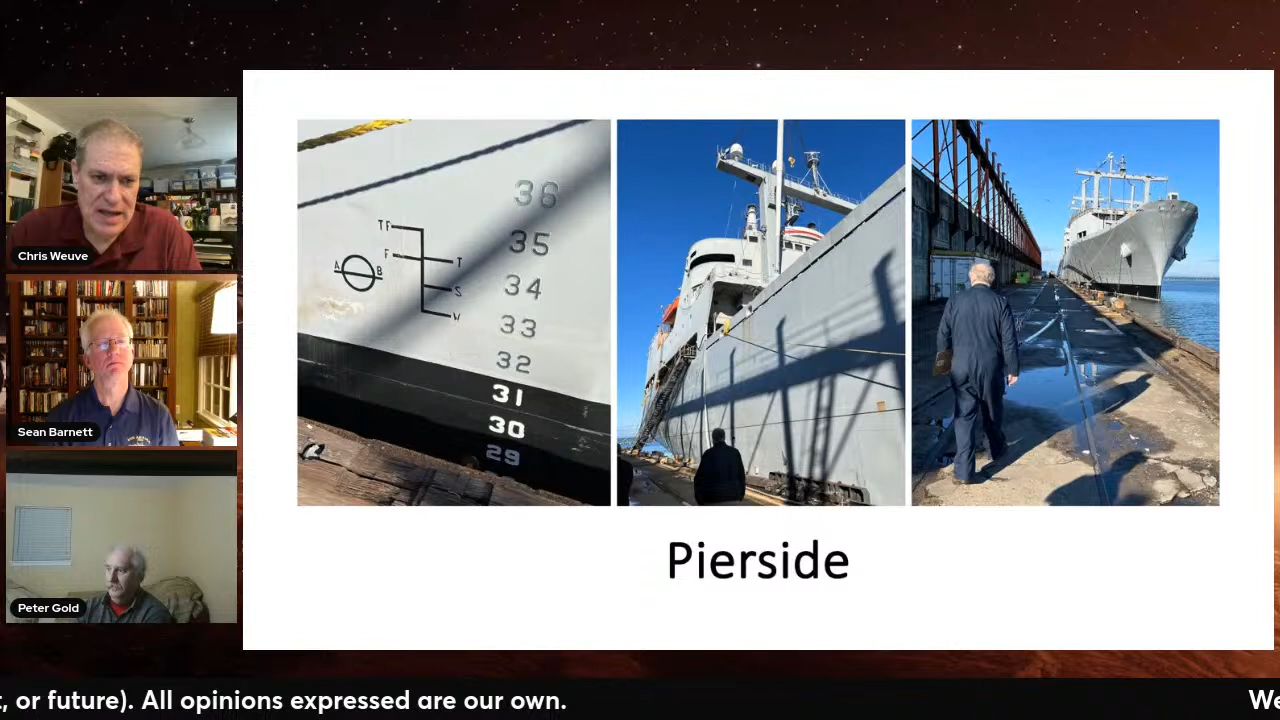 Chris Weuve
Sean Barnett
Peter Gold
36
35
34
33
32
31
30
29
TF
F
T
S
W
A
B
Pierside
, or future). All opinions expressed are our own.
We